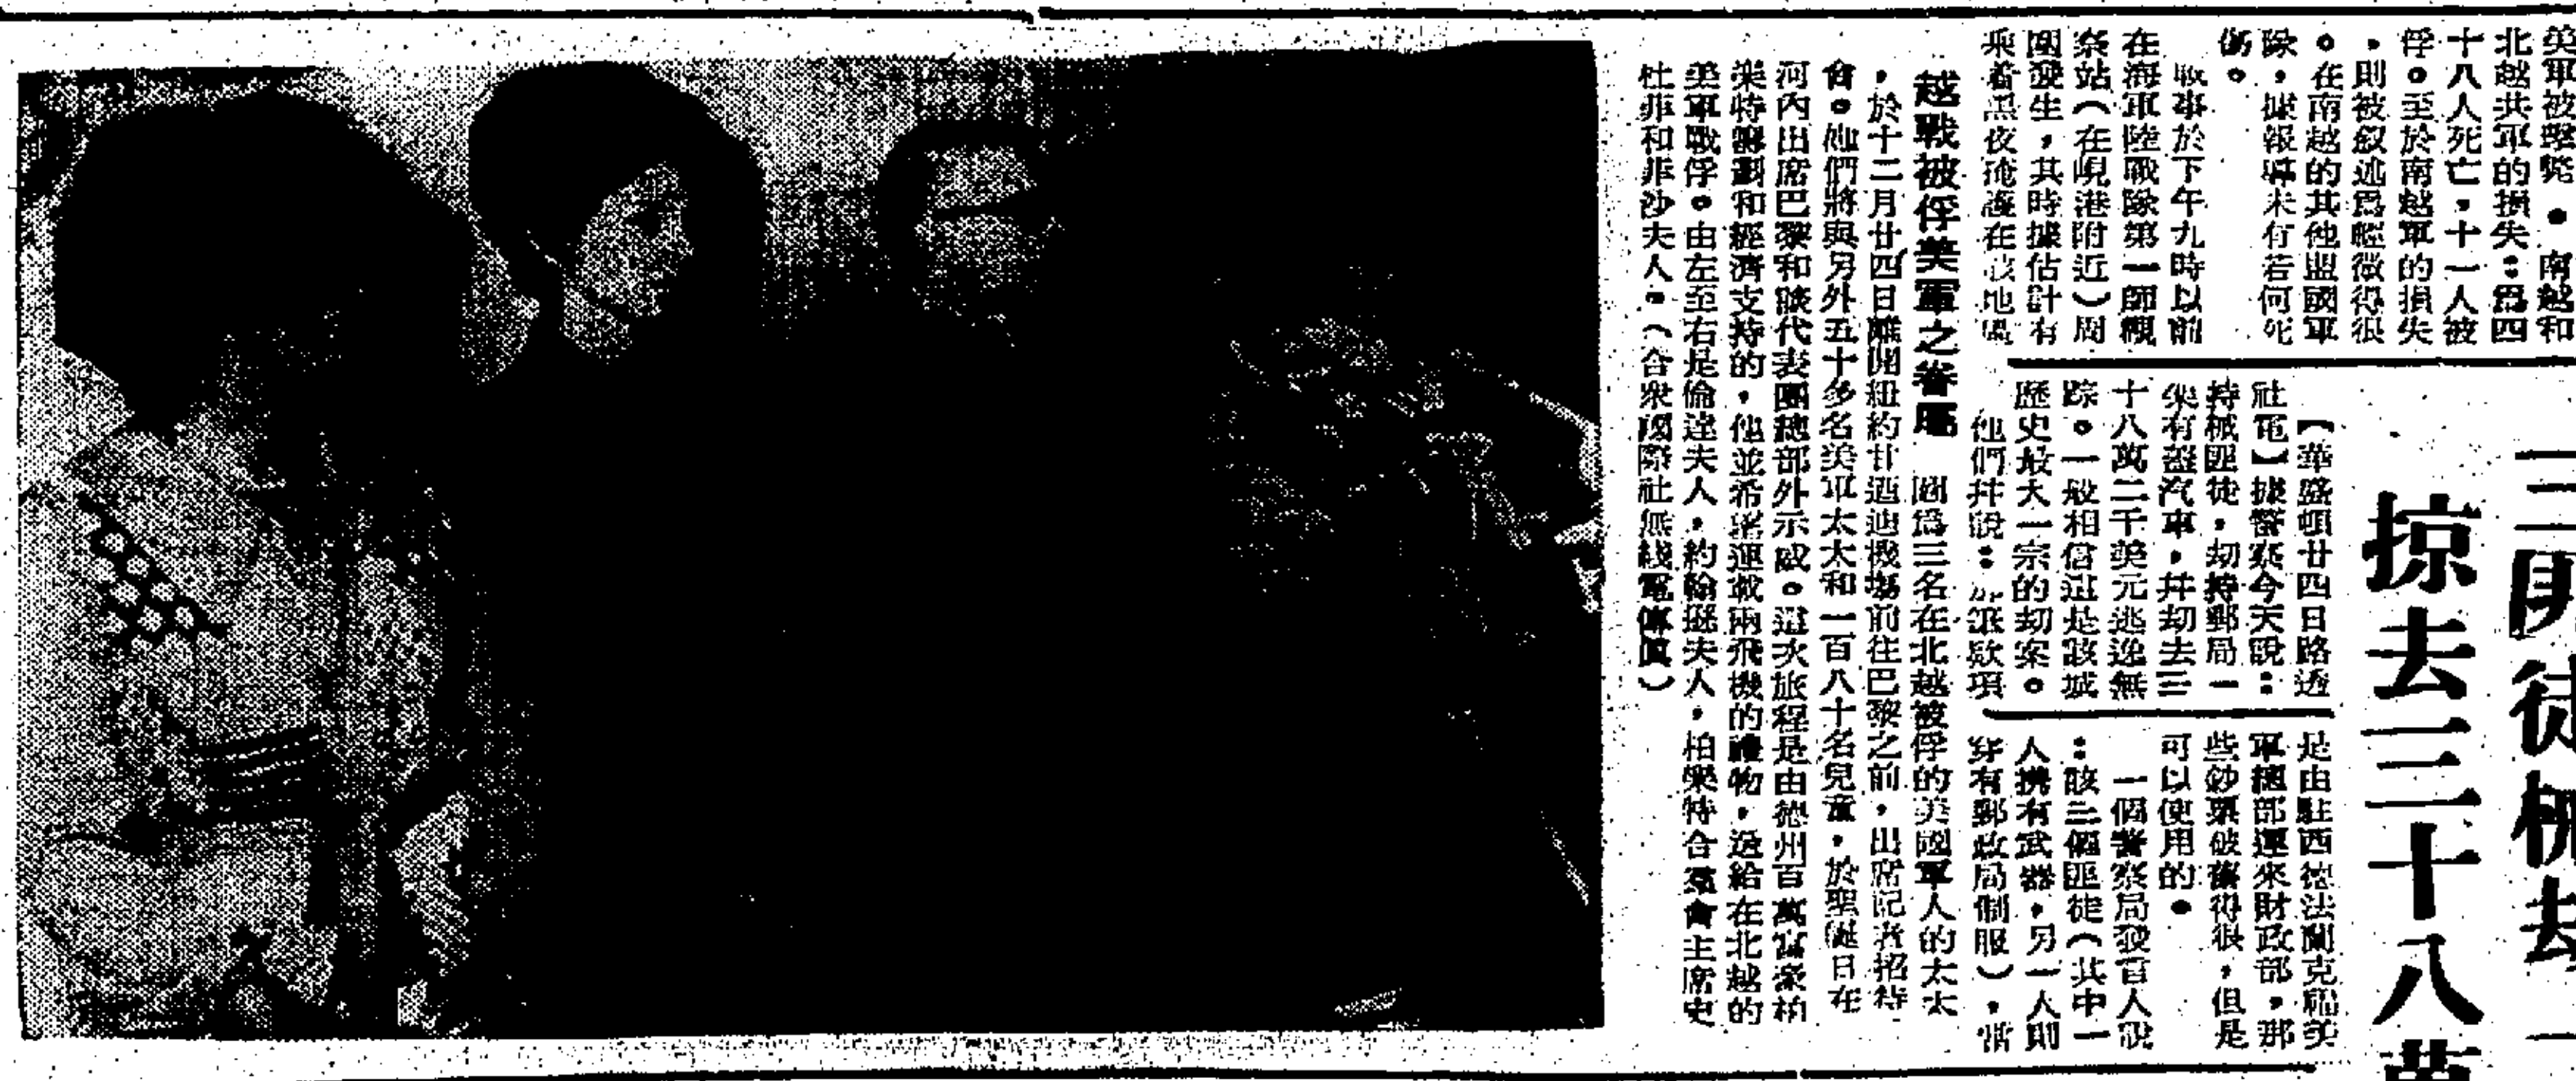 美軍被擊斃。南越和
北越共軍的損失：爲四
十八人死亡，十一人被
俘。至於南越軍的損失
，則被叙述爲輕微得很
。在南越的其他盟國軍
隊，據報導未有若何死
傷。
事於下午九時以前
在海軍陸戰隊第一師觀
察站（在峴港附近）周
圍發生，其時據估計有
乘着黑夜掩護在該地區
三匪徒械劫一
掠去三十八萬
【華盛頓廿四日路透
社電】據警察今天說：
持械匪徒，刼持郵局一
架有蓋汽車，幷刼去三
十八萬二千美元逃逸無
踪。一般相信這是該城
歷史最大一宗的刼案。
他們幷說：款項
是由駐西德法蘭克福美
軍總部運來財政部，那
些鈔票破舊得很，但是
可以使用的。
一個警察局發言人說
：該三個匪徒（其中一
人携有武器，另一人則
穿有郵政局制服），當
越戰被俘美軍之眷屬
圖爲三名在北越被俘的美國軍人的太太
，於十二月廿四日離開紐約甘迺迪機塲前往巴黎之前，出席記者招待
會。他們將與另外五十多名美軍太太和一百八十名兒童，於聖誕日在
河內出席巴黎和談代表團總部外示威。這次旅程是由德州百萬富豪柏
樂特籌劃和經濟支持的，他並希望運載兩飛機的禮物，送給在北越的
美軍戰俘。由左至右是倫達夫人，約翰挺夫人，柏樂特合衆會主席史
杜菲和菲沙夫人。（合衆國際社無綫電傳眞）